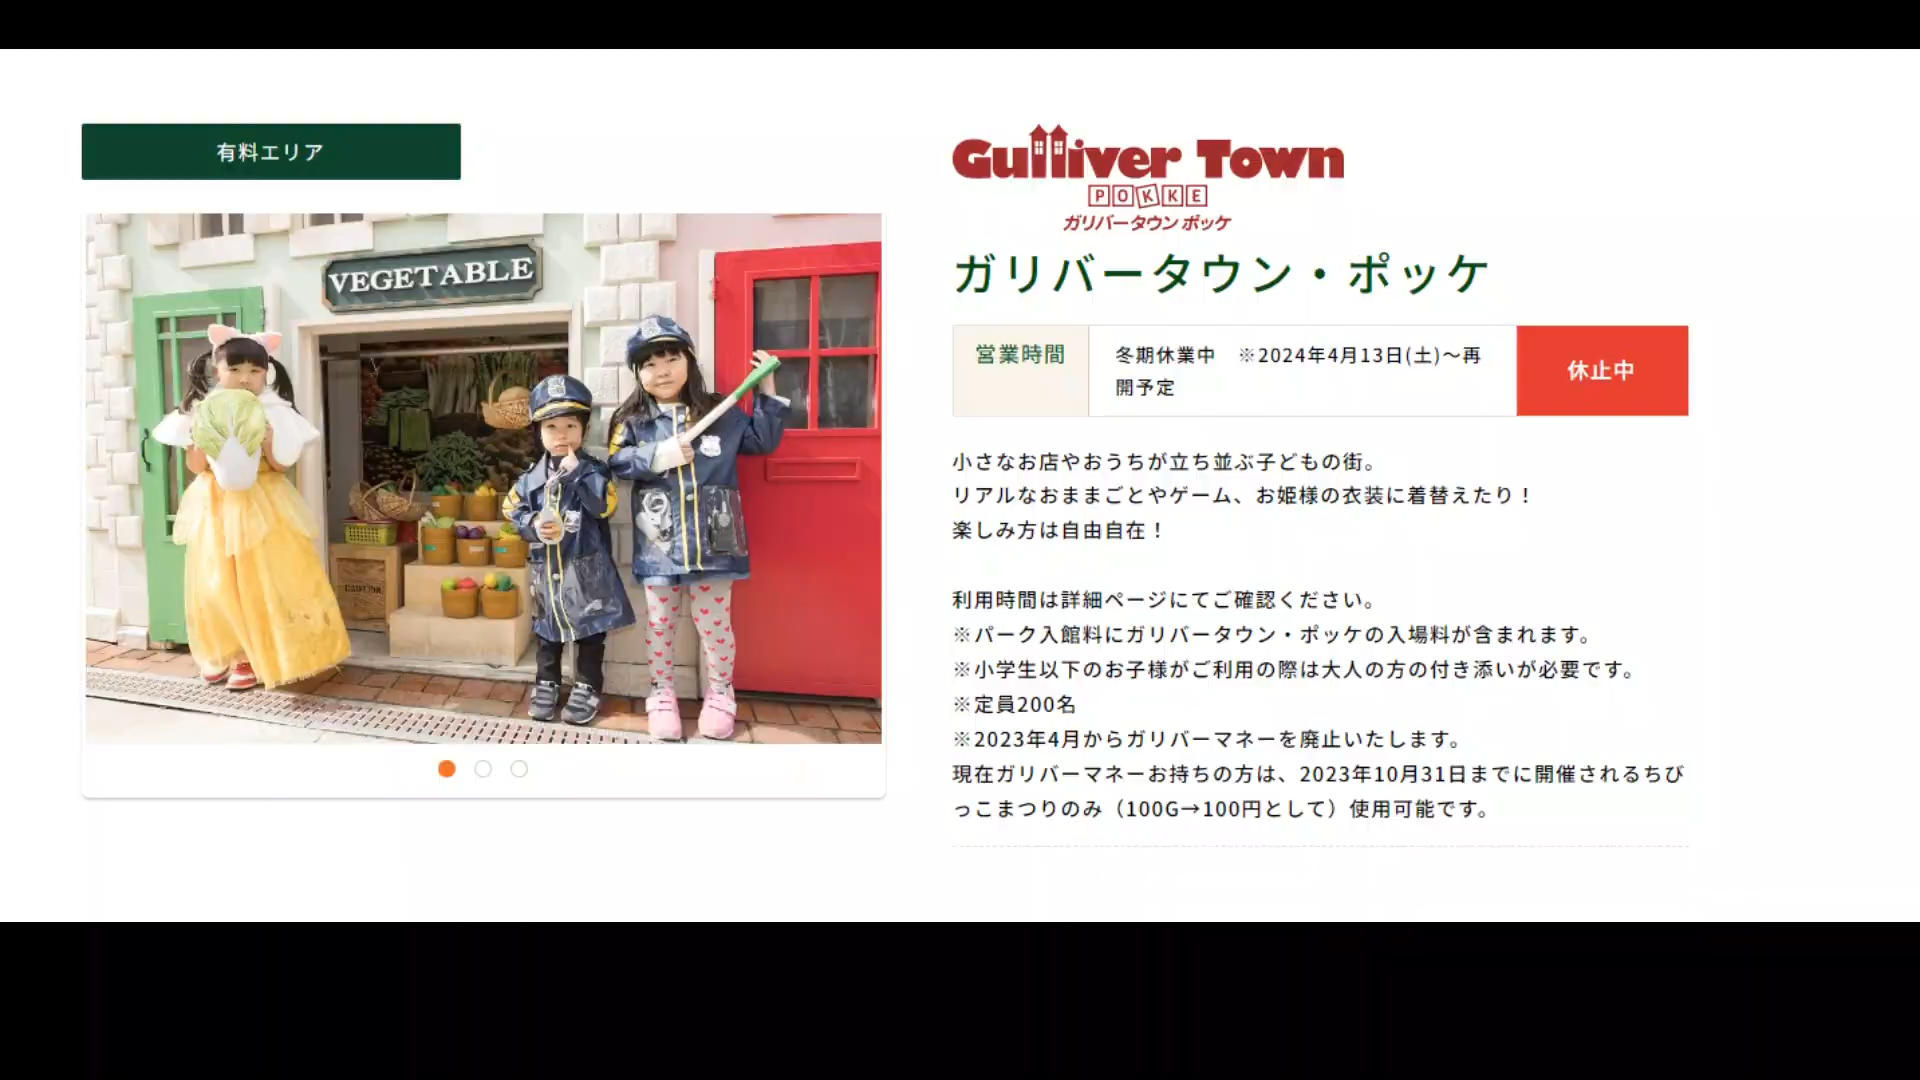 有料エリア
VEGETABLE
Gulliver Town
POKKE
ガリバータウン ポッケ
ガリバータウン・ポッケ
営業時間
冬期休業中　※2024年4月13日(土)～再
開予定
休止中
小さなお店やおうちが立ち並ぶ子どもの街。
リアルなおままごとやゲーム、お姫様の衣装に着替えたり！
楽しみ方は自由自在！
利用時間は詳細ページにてご確認ください。
※パーク入館料にガリバータウン・ポッケの入場料が含まれます。
※小学生以下のお子様がご利用の際は大人の方の付き添いが必要です。
※定員200名
※2023年4月からガリバーマネーを廃止いたします。
現在ガリバーマネーお持ちの方は、2023年10月31日までに開催されるちび
っこまつりのみ（100G→100円として）使用可能です。